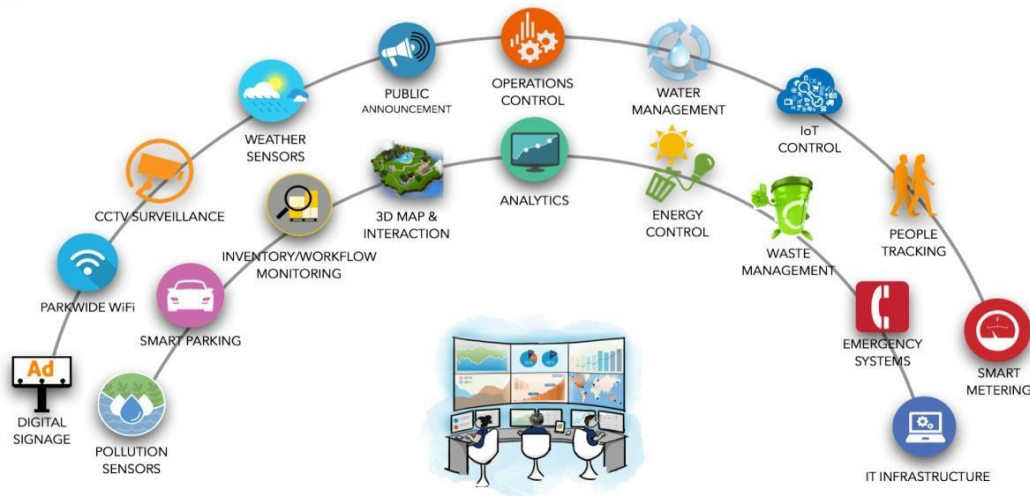 PUBLIC
ANNOUNCEMENT
OPERATIONS
CONTROL
WATER
MANAGEMENT
WEATHER
SENSORS
IoT
CONTROL
CCTV SURVEILLANCE
3D MAP &
INTERACTION
ANALYTICS
ENERGY
CONTROL
PEOPLE
TRACKING
INVENTORY/WORKFLOW
MONITORING
WASTE
MANAGEMENT
PARKWIDE WiFi
SMART PARKING
EMERGENCY
SYSTEMS
SMART
METERING
Ad
DIGITAL
SIGNAGE
POLLUTION
SENSORS
IT INFRASTRUCTURE